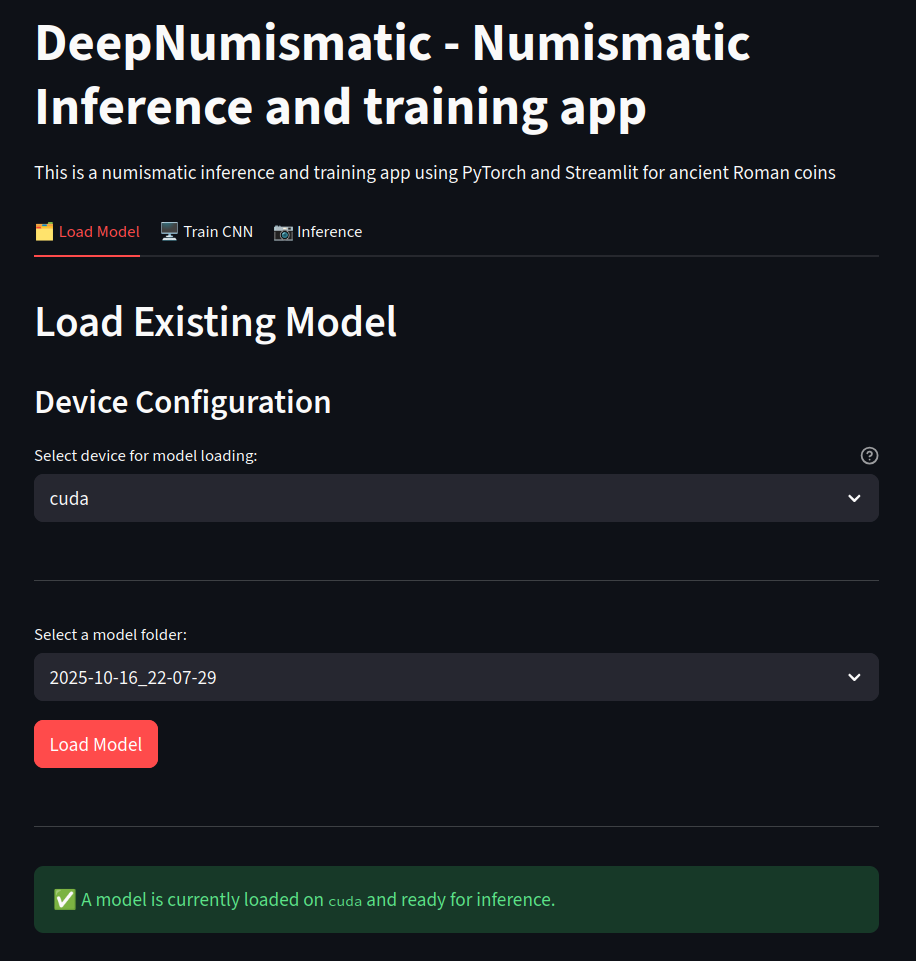 DeepNumismatic - Numismatic
Inference and training app
This is a numismatic inference and training app using PyTorch and Streamlit for ancient Roman coins
🗂️ Load Model 🖥️ Train CNN 📷 Inference
Load Existing Model
Device Configuration
Select device for model loading:
cuda
Select a model folder:
2025-10-16_22-07-29
Load Model
✅ A model is currently loaded on cuda and ready for inference.